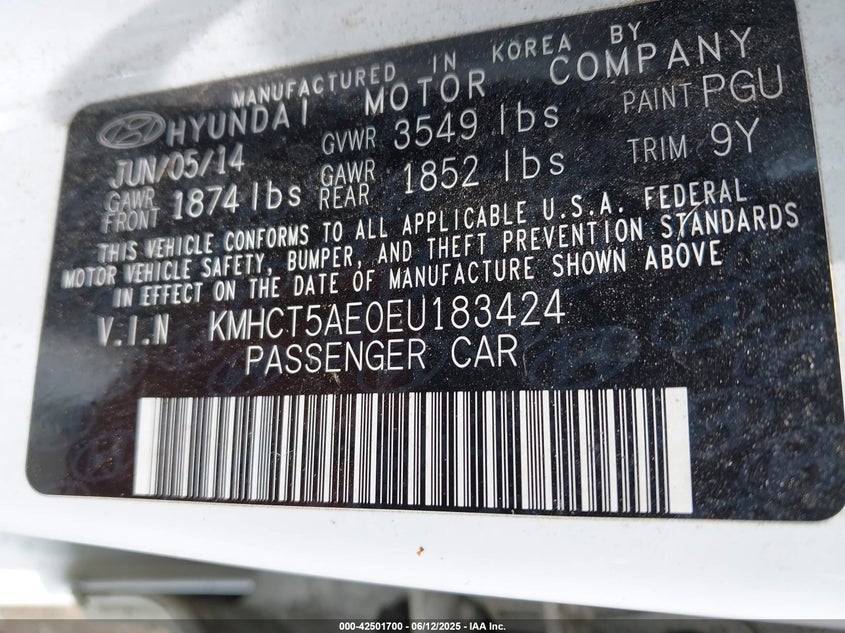 MANUFACTURED IN KOREA BY
HYUNDAI MOTOR COMPANY
JUN/05/14 GVWR 3549 lbs PAINT PGU
GAWR FRONT 1874 lbs GAWR REAR 1852 lbs TRIM 9Y
THIS VEHICLE CONFORMS TO ALL APPLICABLE U.S.A. FEDERAL
MOTOR VEHICLE SAFETY, BUMPER, AND THEFT PREVENTION STANDARDS
IN EFFECT ON THE DATE OF MANUFACTURE SHOWN ABOVE
V.I.N KMHCT5AE0EU183424
PASSENGER CAR
000-42501700 - 06/12/2025 - IAA Inc.